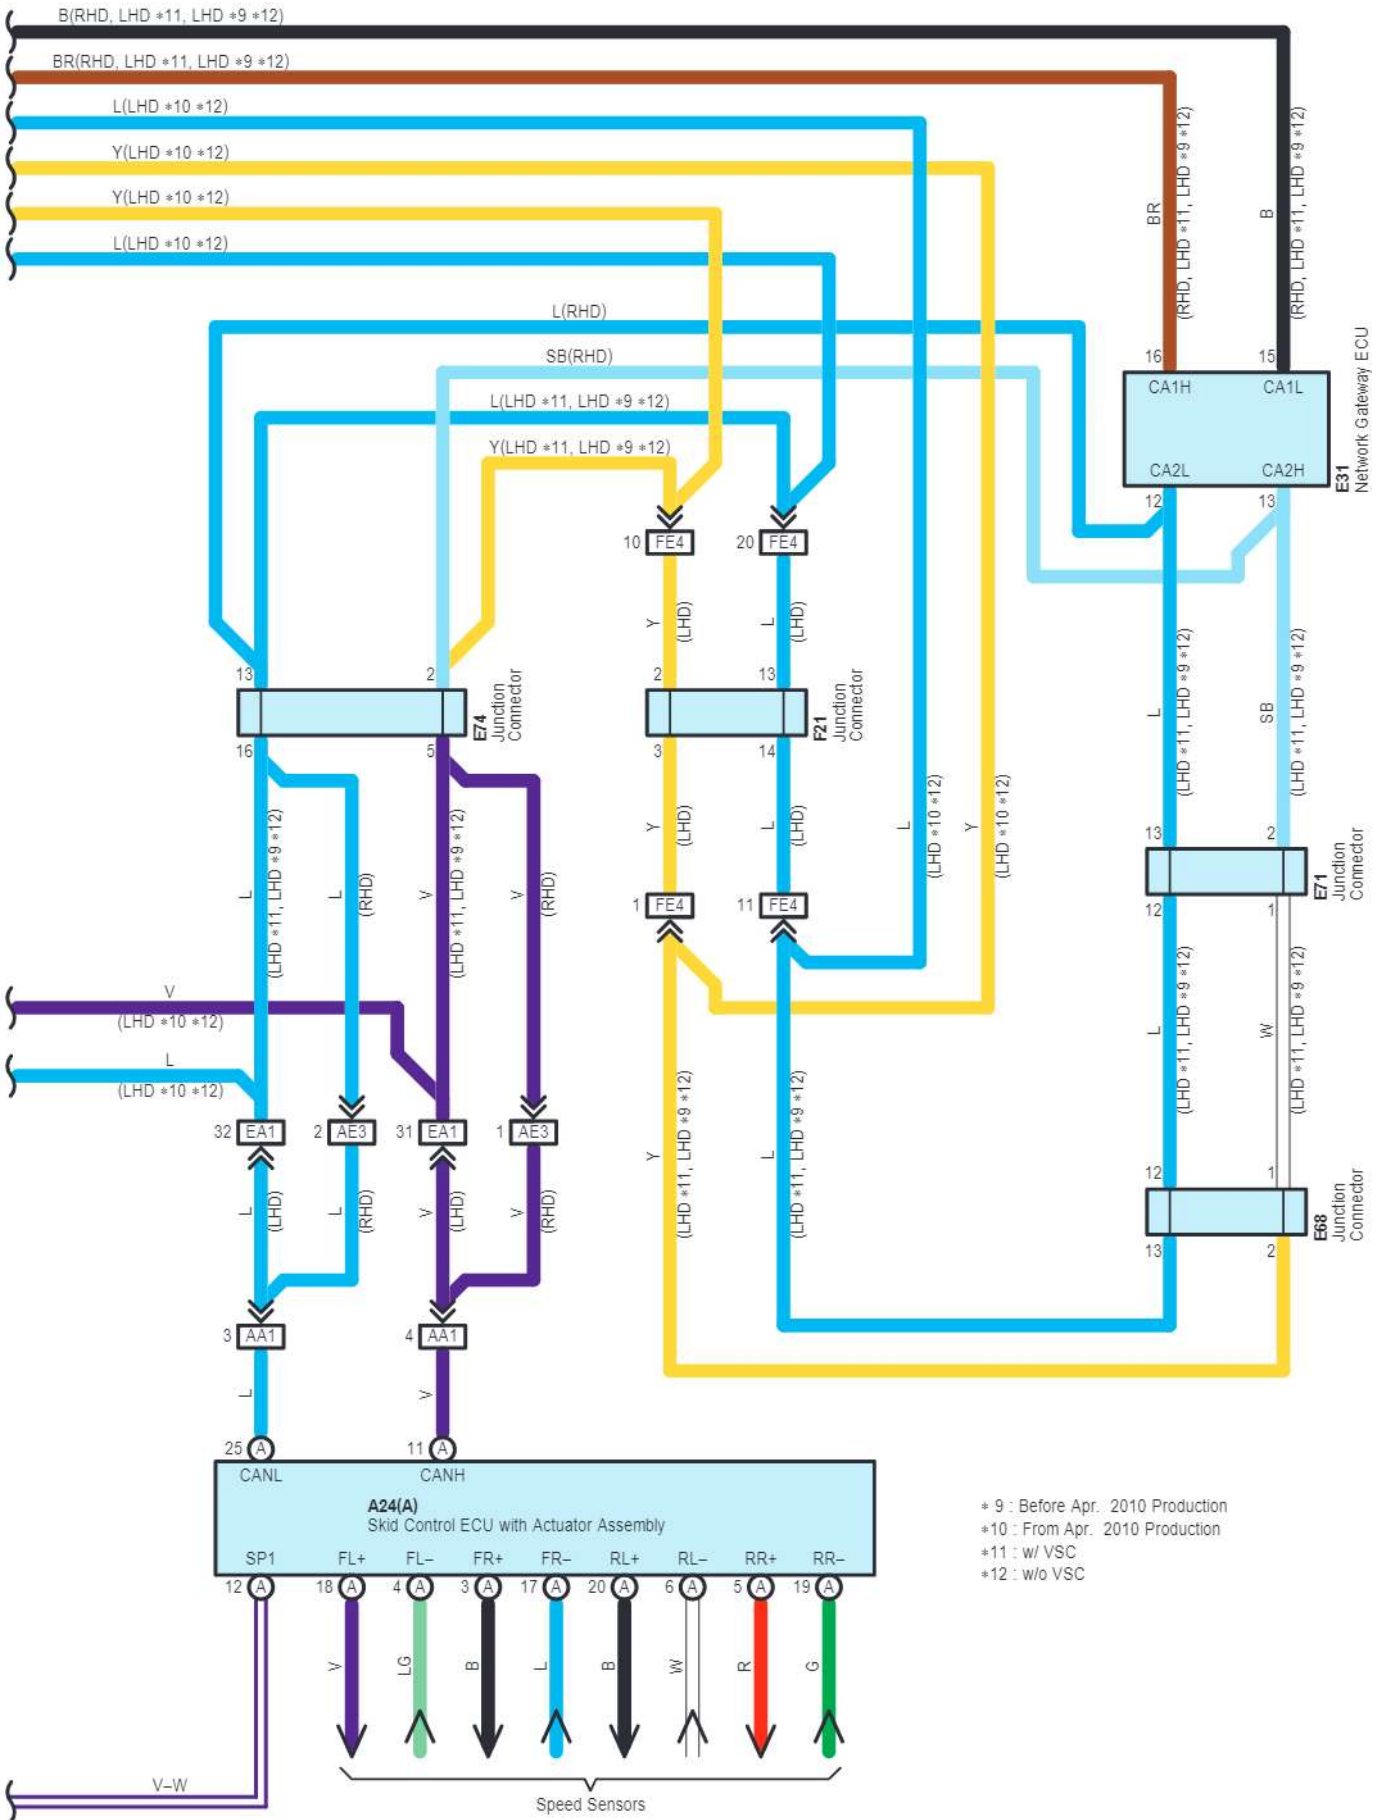 B(RHD, LHD *11, LHD *9 *12)
BR(RHD, LHD *11, LHD *9 *12)
L(LHD *10 *12)
Y(LHD *10 *12)
Y(LHD *10 *12)
L(LHD *10 *12)
BR
(RHD, LHD *11, LHD *9 *12)
B
(RHD, LHD *11, LHD *9 *12)
L(RHD)
SB(RHD)
L(LHD *11, LHD *9 *12)
Y(LHD *11, LHD *9 *12)
16
15
CA1H
CA1L
CA2L
CA2H
12
13
E31
Network Gateway ECU
10
FE4
20
FE4
Y
(LHD)
L
(LHD)
13
2
E74
Junction
Connector
16
5
2
13
F21
Junction
Connector
3
14
L
(LHD *11, LHD *9 *12)
SB
(LHD *11, LHD *9 *12)
L
(LHD *11, LHD *9 *12)
L
(RHD)
V
(LHD *11, LHD *9 *12)
V
(RHD)
Y
(LHD)
L
(LHD)
L
(LHD *10 *12)
Y
(LHD *10 *12)
1
FE4
11
FE4
13
2
E71
Junction
Connector
12
1
V
(LHD *10 *12)
L
(LHD *10 *12)
L
(LHD *11, LHD *9 *12)
W
(LHD *11, LHD *9 *12)
32
EA1
2
AE3
31
EA1
1
AE3
Y
(LHD *11, LHD *9 *12)
L
(LHD *11, LHD *9 *12)
L
(LHD)
L
(RHD)
V
(LHD)
V
(RHD)
12
1
E68
Junction
Connector
13
2
3
AA1
4
AA1
L
V
25
A
11
A
CANL
CANH
A24(A)
Skid Control ECU with Actuator Assembly
SP1
FL+
FL–
FR+
FR–
RL+
RL–
RR+
RR–
12
A
18
A
4
A
3
A
17
A
20
A
6
A
5
A
19
A
V
LG
B
L
B
W
R
G
V–W
Speed Sensors
* 9 : Before Apr. 2010 Production
*10 : From Apr. 2010 Production
*11 : w/ VSC
*12 : w/o VSC